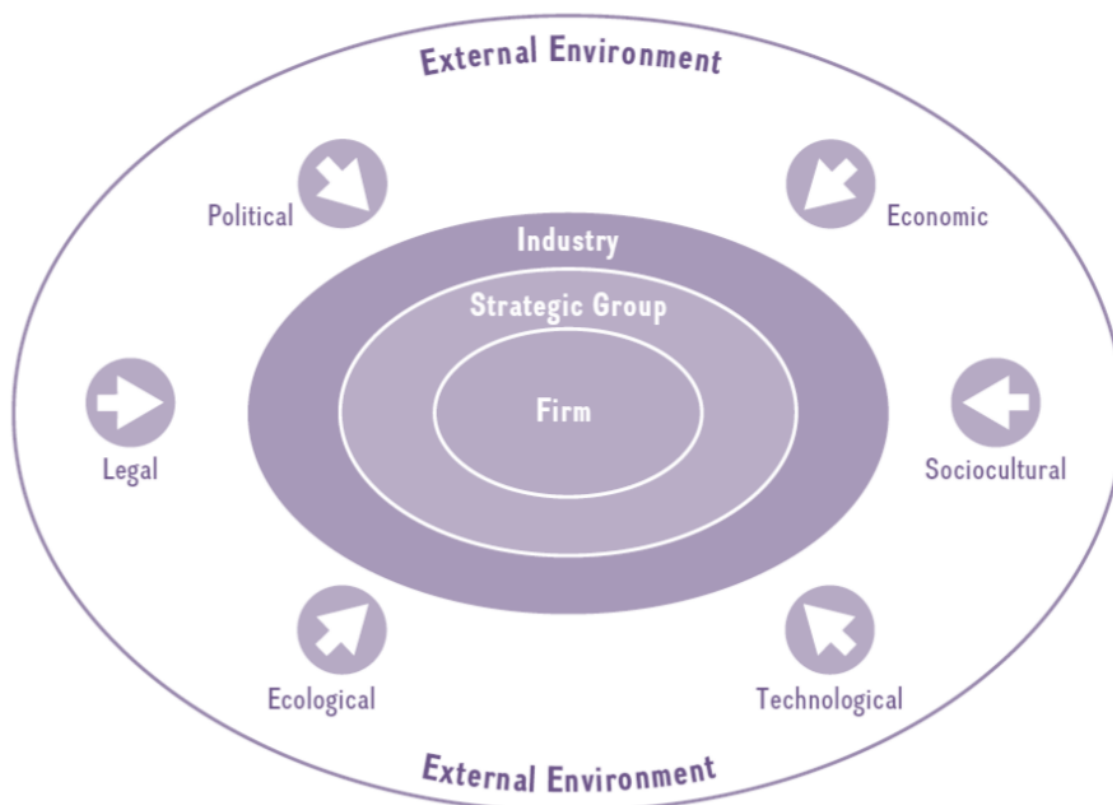 External Environment
Political
Economic
Industry
Strategic Group
Firm
Legal
Sociocultural
Ecological
Technological
External Environment